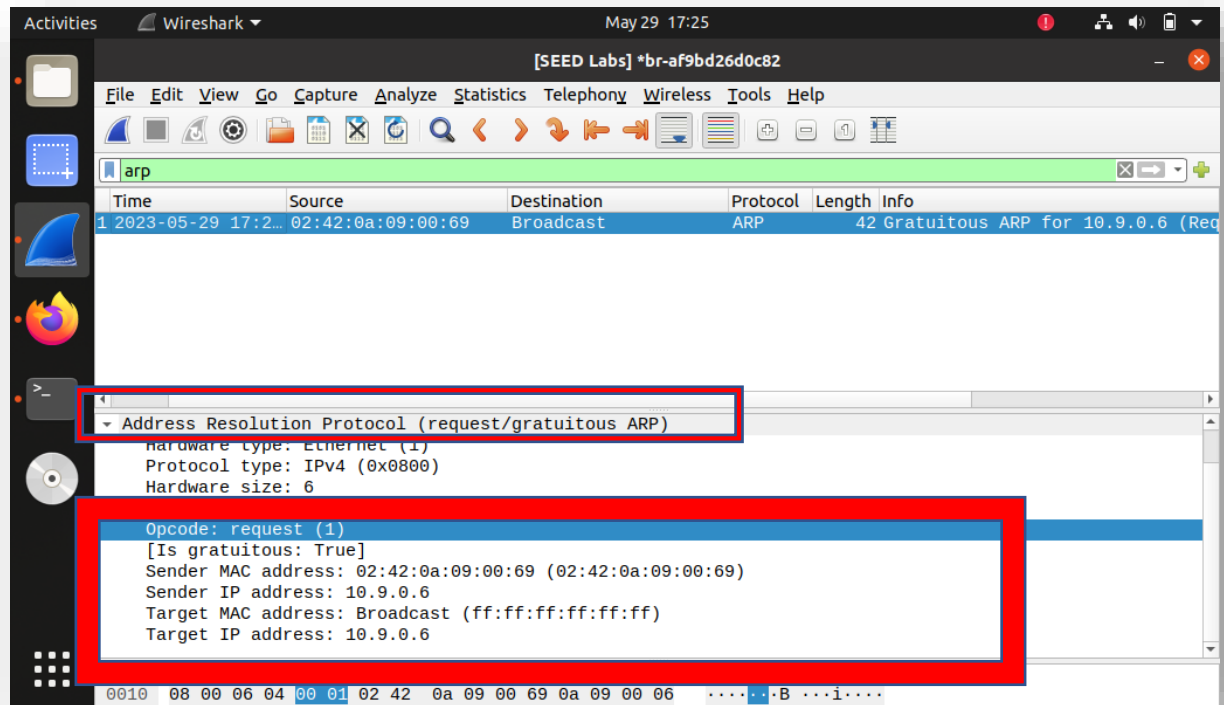 Activities Wireshark May 29 17:25
[SEED Labs] *br-af9bd26d0c82
File Edit View Go Capture Analyze Statistics Telephony Wireless Tools Help
arp
Time Source Destination Protocol Length Info
1 2023-05-29 17:2… 02:42:0a:09:00:69 Broadcast ARP 42 Gratuitous ARP for 10.9.0.6 (Req
Address Resolution Protocol (request/gratuitous ARP)
Hardware type: Ethernet (1)
Protocol type: IPv4 (0x0800)
Hardware size: 6
Opcode: request (1)
[Is gratuitous: True]
Sender MAC address: 02:42:0a:09:00:69 (02:42:0a:09:00:69)
Sender IP address: 10.9.0.6
Target MAC address: Broadcast (ff:ff:ff:ff:ff:ff)
Target IP address: 10.9.0.6
0010 08 00 06 04 00 01 02 42 0a 09 00 69 0a 09 00 06 ·······B ···i····